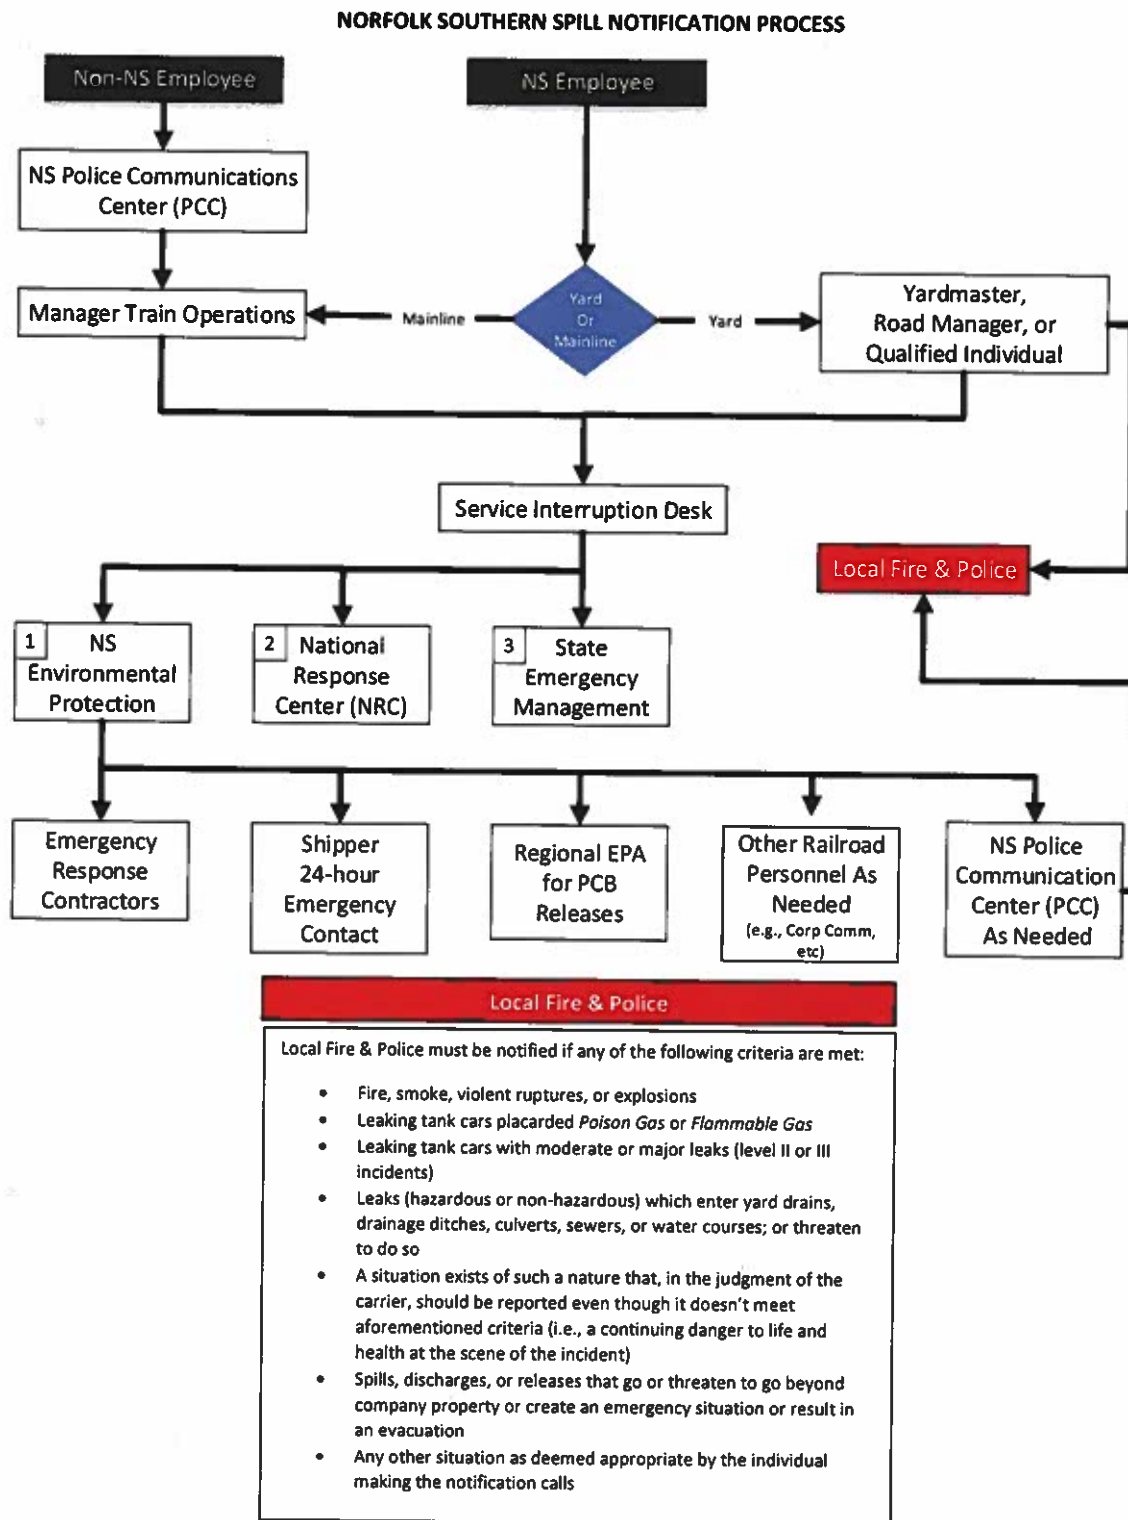 NORFOLK SOUTHERN SPILL NOTIFICATION PROCESS
Non-NS Employee
NS Employee
NS Police Communications
Center (PCC)
Manager Train Operations
Mainline
Yard
Or
Mainline
Yard
Yardmaster,
Road Manager, or
Qualified Individual
Service Interruption Desk
Local Fire & Police
1
NS
Environmental
Protection
2
National
Response
Center (NRC)
3
State
Emergency
Management
Emergency
Response
Contractors
Shipper
24-hour
Emergency
Contact
Regional EPA
for PCB
Releases
Other Railroad
Personnel As
Needed
(e.g., Corp Comm,
etc)
NS Police
Communication
Center (PCC)
As Needed
Local Fire & Police
Local Fire & Police must be notified if any of the following criteria are met:
• Fire, smoke, violent ruptures, or explosions
• Leaking tank cars placarded Poison Gas or Flammable Gas
• Leaking tank cars with moderate or major leaks (level II or III
incidents)
• Leaks (hazardous or non-hazardous) which enter yard drains,
drainage ditches, culverts, sewers, or water courses; or threaten
to do so
• A situation exists of such a nature that, in the judgment of the
carrier, should be reported even though it doesn't meet
aforementioned criteria (i.e., a continuing danger to life and
health at the scene of the incident)
• Spills, discharges, or releases that go or threaten to go beyond
company property or create an emergency situation or result in
an evacuation
• Any other situation as deemed appropriate by the individual
making the notification calls